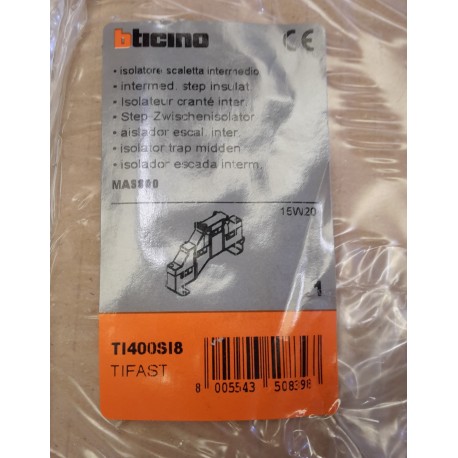 bticino CE
• isolatore scaletta intermedio
• intermed. step insulat.
• Isolateur cranté inter.
• Step-Zwischenisolator
• aislador escal. inter.
• isolator trap midden
• isolador escada interm.
MAS800
15W20
1
TI400SI8
TIFAST
8 005543 508398